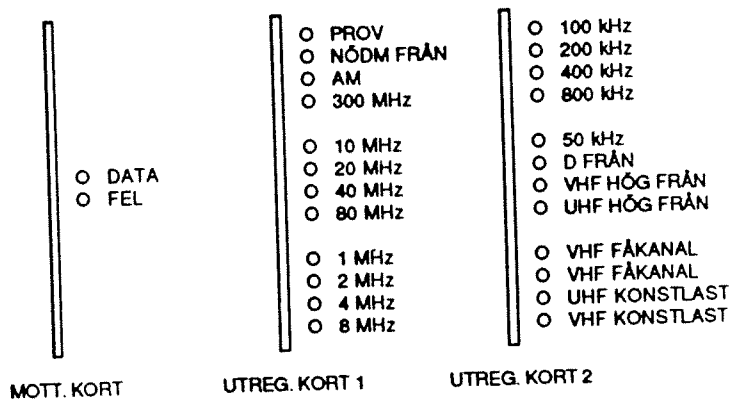 DATA
FEL
MOTT. KORT
PROV
NÖDM FRÅN
AM
300 MHz
10 MHz
20 MHz
40 MHz
80 MHz
1 MHz
2 MHz
4 MHz
8 MHz
UTREG. KORT 1
100 kHz
200 kHz
400 kHz
800 kHz
50 kHz
D FRÅN
VHF HÖG FRÅN
UHF HÖG FRÅN
VHF FÅKANAL
VHF FÅKANAL
UHF KONSTLAST
VHF KONSTLAST
UTREG. KORT 2